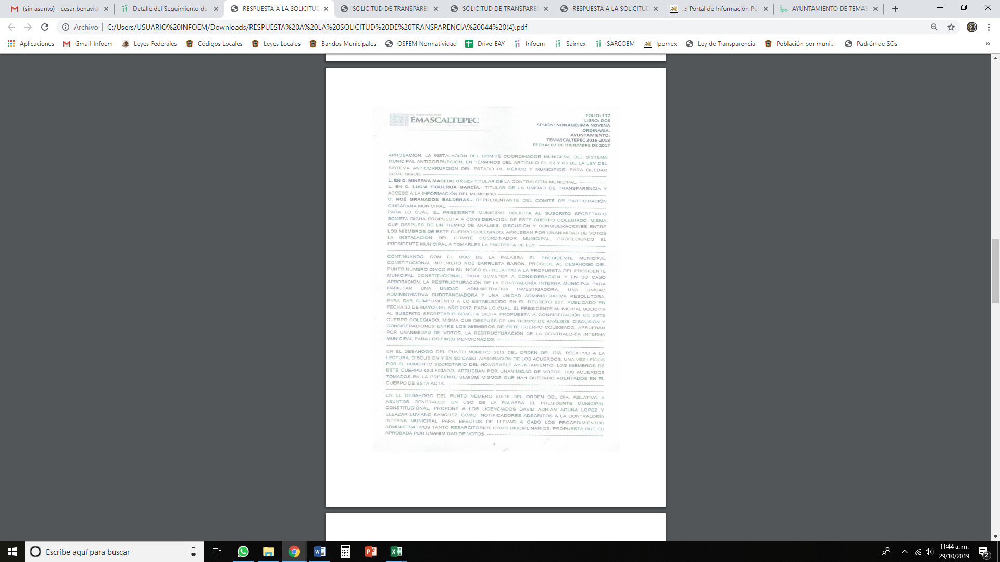 (sin asunto) - cesar.benavid
Detalle del Seguimiento de
RESPUESTA A LA SOLICITUD
SOLICITUD DE TRANSPAREN
SOLICITUD DE TRANSPAREN
RESPUESTA A LA SOLICITUD
..:: Portal de Información Púl
AYUNTAMIENTO DE TEMAS
Archivo
C:/Users/USUARIO%20INFOEM/Downloads/RESPUESTA%20A%20LA%20SOLICITUD%20DE%20TRANSPARENCIA%20044%20(4).pdf
Aplicaciones
Gmail-Infoem
Leyes Federales
Códigos Locales
Leyes Locales
Bandos Municipales
OSFEM Normatividad
Drive-EAY
Infoem
Saimex
SARCOEM
Ipomex
Ley de Transparencia
Población por muni...
Padrón de SOs
EMASCALTEPEC
FOLIO: 137
LIBRO: DOS
SESIÓN: NONAGÉSIMA NOVENA
ORDINARIA.
AYUNTAMIENTO:
TEMASCALTEPEC 2016-2018
FECHA: 07 DE DICIEMBRE DE 2017
APROBACIÓN, LA INSTALACIÓN DEL COMITÉ COORDINADOR MUNICIPAL DEL SISTEMA
MUNICIPAL ANTICORRUPCIÓN, EN TÉRMINOS DEL ARTÍCULO 61, 62 Y 63 DE LA LEY DEL
SISTEMA ANTICORRUPCIÓN DEL ESTADO DE MÉXICO Y MUNICIPIOS, PARA QUEDAR
COMO SIGUE:
L. EN D. MINERVA MACEDO CRUZ.- TITULAR DE LA CONTRALORÍA MUNICIPAL.
L. EN C. LUCÍA FIGUEROA GARCÍA.- TITULAR DE LA UNIDAD DE TRANSPARENCIA Y
ACCESO A LA INFORMACIÓN DEL MUNICIPIO.
C. NOÉ GRANADOS BALDERAS.- REPRESENTANTE DEL COMITÉ DE PARTICIPACIÓN
CIUDADANA MUNICIPAL.
PARA LO CUAL, EL PRESIDENTE MUNICIPAL SOLICITA AL SUSCRITO SECRETARIO
SOMETA DICHA PROPUESTA A CONSIDERACIÓN DE ESTE CUERPO COLEGIADO, MISMA
QUE DESPUÉS DE UN TIEMPO DE ANÁLISIS, DISCUSIÓN Y CONSIDERACIONES ENTRE
LOS MIEMBROS DE ESTE CUERPO COLEGIADO, APRUEBAN POR UNANIMIDAD DE VOTOS
LA INSTALACIÓN DEL COMITÉ COORDINADOR MUNICIPAL, PROCEDIENDO EL
PRESIDENTE MUNICIPAL A TOMARLES LA PROTESTA DE LEY.
CONTINUANDO CON EL USO DE LA PALABRA EL PRESIDENTE MUNICIPAL
CONSTITUCIONAL INGENIERO NOÉ BARRUETA BARÓN, PROCEDE AL DESAHOGO DEL
PUNTO NÚMERO CINCO EN SU INCISO c).- RELATIVO A LA PROPUESTA DEL PRESIDENTE
MUNICIPAL CONSTITUCIONAL, PARA SOMETER A CONSIDERACIÓN Y EN SU CASO
APROBACIÓN, LA RESTRUCTURACIÓN DE LA CONTRALORÍA INTERNA MUNICIPAL PARA
HABILITAR UNA UNIDAD ADMINISTRATIVA INVESTIGADORA, UNA UNIDAD
ADMINISTRATIVA SUBSTANCIADORA Y UNA UNIDAD ADMINISTRATIVA RESOLUTORA,
PARA DAR CUMPLIMIENTO A LO ESTABLECIDO EN EL DECRETO 207, PUBLICADO EN
FECHA 30 DE MAYO DEL AÑO 2017; PARA LO CUAL, EL PRESIDENTE MUNICIPAL SOLICITA
AL SUSCRITO SECRETARIO SOMETA DICHA PROPUESTA A CONSIDERACIÓN DE ESTE
CUERPO COLEGIADO, MISMA QUE DESPUÉS DE UN TIEMPO DE ANÁLISIS, DISCUSIÓN Y
CONSIDERACIONES ENTRE LOS MIEMBROS DE ESTE CUERPO COLEGIADO, APRUEBAN
POR UNANIMIDAD DE VOTOS, LA RESTRUCTURACIÓN DE LA CONTRALORÍA INTERNA
MUNICIPAL PARA LOS FINES MENCIONADOS.
EN EL DESAHOGO DEL PUNTO NÚMERO SEIS DEL ORDEN DEL DÍA, RELATIVO A LA
LECTURA, DISCUSIÓN Y EN SU CASO, APROBACIÓN DE LOS ACUERDOS, UNA VEZ LEÍDOS
POR EL SUSCRITO SECRETARIO DEL HONORABLE AYUNTAMIENTO, LOS MIEMBROS DE
ESTE CUERPO COLEGIADO, APRUEBAN POR UNANIMIDAD DE VOTOS, LOS ACUERDOS
TOMADOS EN LA PRESENTE SESIÓN, MISMOS QUE HAN QUEDADO ASENTADOS EN EL
CUERPO DE ESTA ACTA.
EN EL DESAHOGO DEL PUNTO NÚMERO SIETE DEL ORDEN DEL DÍA, RELATIVO A
ASUNTOS GENERALES; EN USO DE LA PALABRA EL PRESIDENTE MUNICIPAL
CONSTITUCIONAL, PROPONE A LOS LICENCIADOS DAVID ADRIAN ACUÑA LÓPEZ Y
ELEAZAR LUVIANO SÁNCHEZ, COMO NOTIFICADORES ADSCRITOS A LA CONTRALORÍA
INTERNA MUNICIPAL PARA EFECTOS DE LLEVAR A CABO LOS PROCEDIMIENTOS
ADMINISTRATIVOS TANTO RESARCITORIOS COMO DISCIPLINARIOS; PROPUESTA QUE ES
APROBADA POR UNANIMIDAD DE VOTOS.
3
Escribe aquí para buscar
11:44 a. m.
29/10/2019
2